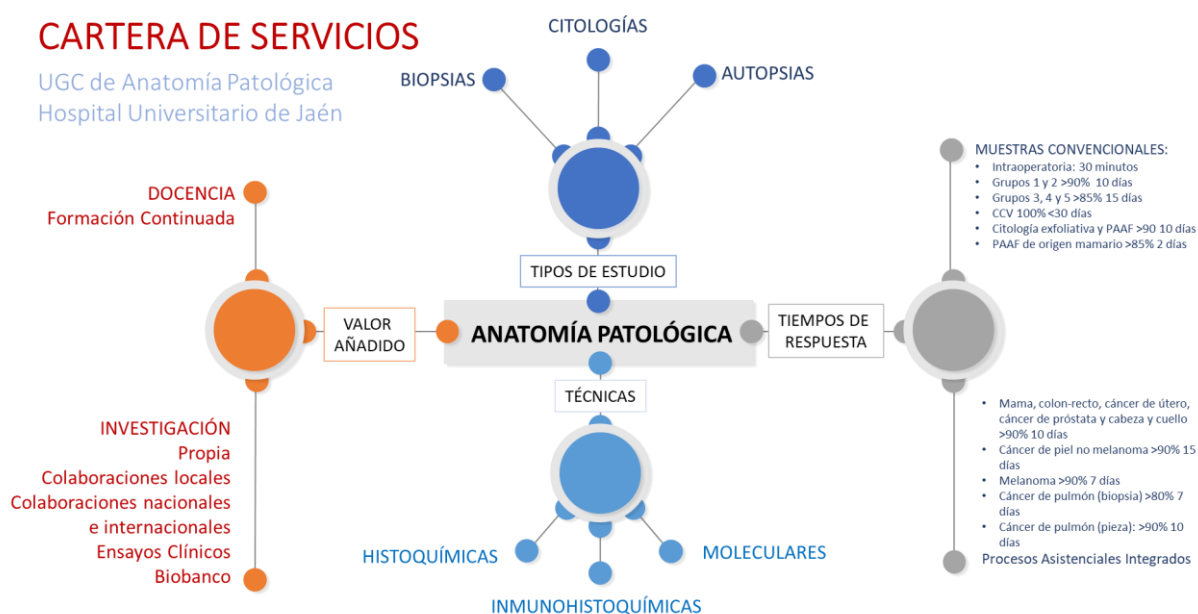 CARTERA DE SERVICIOS
UGC de Anatomía Patológica
Hospital Universitario de Jaén
CITOLOGÍAS
BIOPSIAS
AUTOPSIAS
TIPOS DE ESTUDIO
DOCENCIA
Formación Continuada
VALOR
AÑADIDO
ANATOMÍA PATOLÓGICA
TIEMPOS DE
RESPUESTA
MUESTRAS CONVENCIONALES:
• Intraoperatoria: 30 minutos
• Grupos 1 y 2 >90% 10 días
• Grupos 3, 4 y 5 >85% 15 días
• CCV 100% <30 días
• Citología exfoliativa y PAAF >90 10 días
• PAAF de origen mamario >85% 2 días
TÉCNICAS
INVESTIGACIÓN
Propia
Colaboraciones locales
Colaboraciones nacionales
e internacionales
Ensayos Clínicos
Biobanco
HISTOQUÍMICAS
MOLECULARES
INMUNOHISTOQUÍMICAS
• Mama, colon-recto, cáncer de útero,
cáncer de próstata y cabeza y cuello
>90% 10 días
• Cáncer de piel no melanoma >90% 15
días
• Melanoma >90% 7 días
• Cáncer de pulmón (biopsia) >80% 7
días
• Cáncer de pulmón (pieza): >90% 10
días
Procesos Asistenciales Integrados